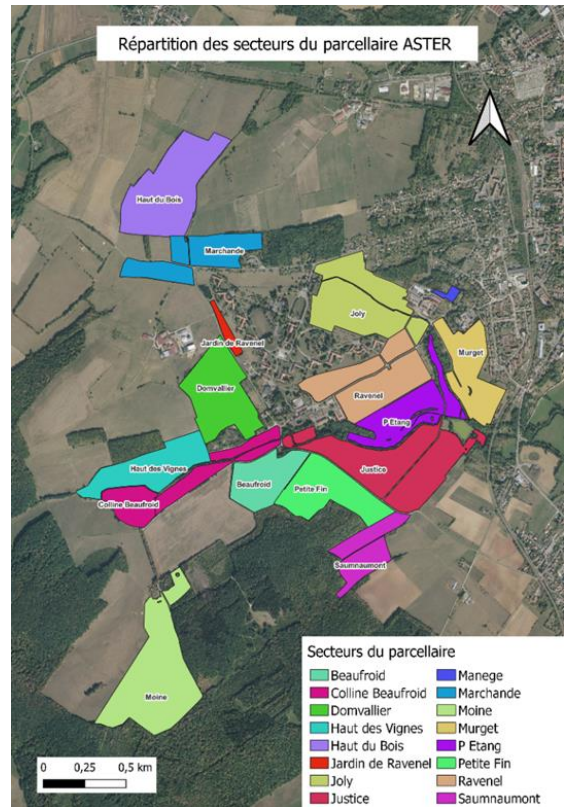 Répartition des secteurs du parcellaire ASTER
Haut du Bois
Marchande
Joly
Jardin de Ravenel
Murget
Domvallier
Ravenel
P Etang
Haut des Vignes
Justice
Beaufroid
Petite Fin
Colline Beaufroid
Saumnaumont
Moine
Secteurs du parcellaire
Beaufroid
Colline Beaufroid
Domvallier
Haut des Vignes
Haut du Bois
Jardin de Ravenel
Joly
Justice
Manege
Marchande
Moine
Murget
P Etang
Petite Fin
Ravenel
Saumnaumont
0 0,25 0,5 km